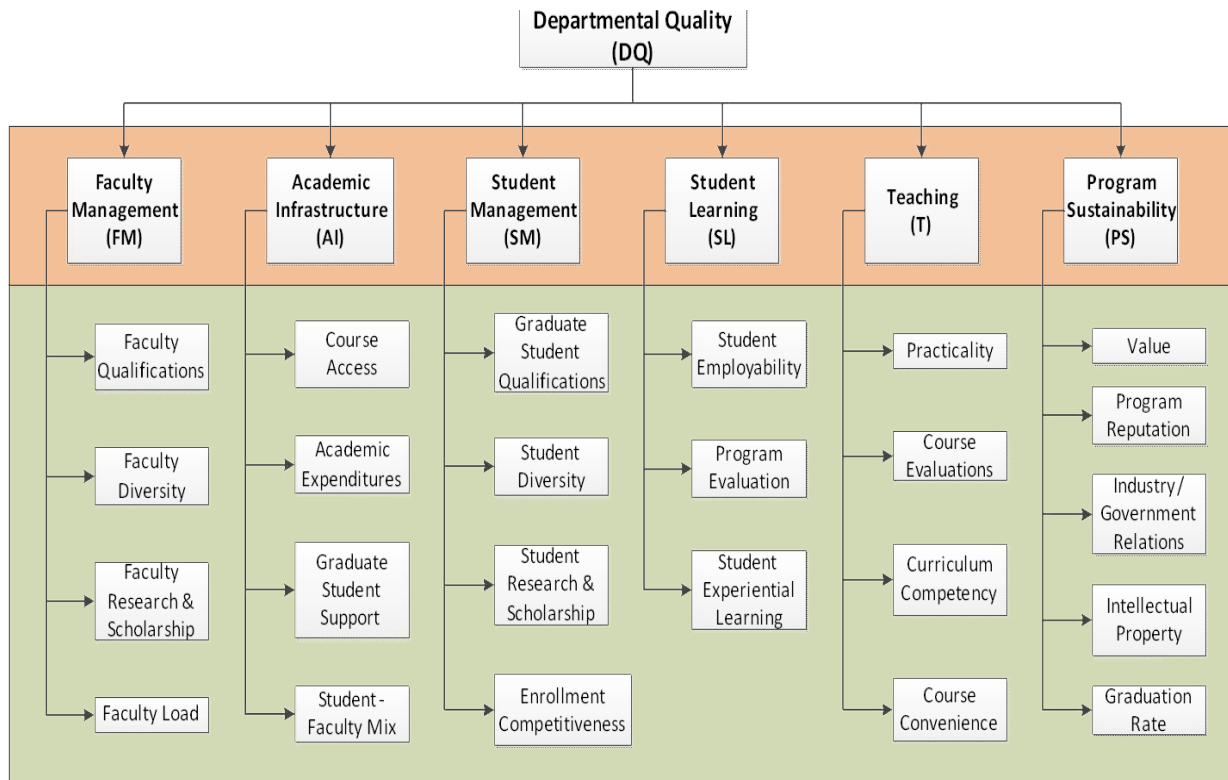 Departmental Quality
(DQ)
Faculty
Management
(FM)
Academic
Infrastructure
(AI)
Student
Management
(SM)
Student
Learning
(SL)
Teaching
(T)
Program
Sustainability
(PS)
Faculty
Qualifications
Faculty
Diversity
Faculty
Research &
Scholarship
Faculty Load
Course
Access
Academic
Expenditures
Graduate
Student
Support
Student-
Faculty Mix
Graduate
Student
Qualifications
Student
Diversity
Student
Research &
Scholarship
Enrollment
Competitiveness
Student
Employability
Program
Evaluation
Student
Experiential
Learning
Practicality
Course
Evaluations
Curriculum
Competency
Course
Convenience
Value
Program
Reputation
Industry/
Government
Relations
Intellectual
Property
Graduation
Rate